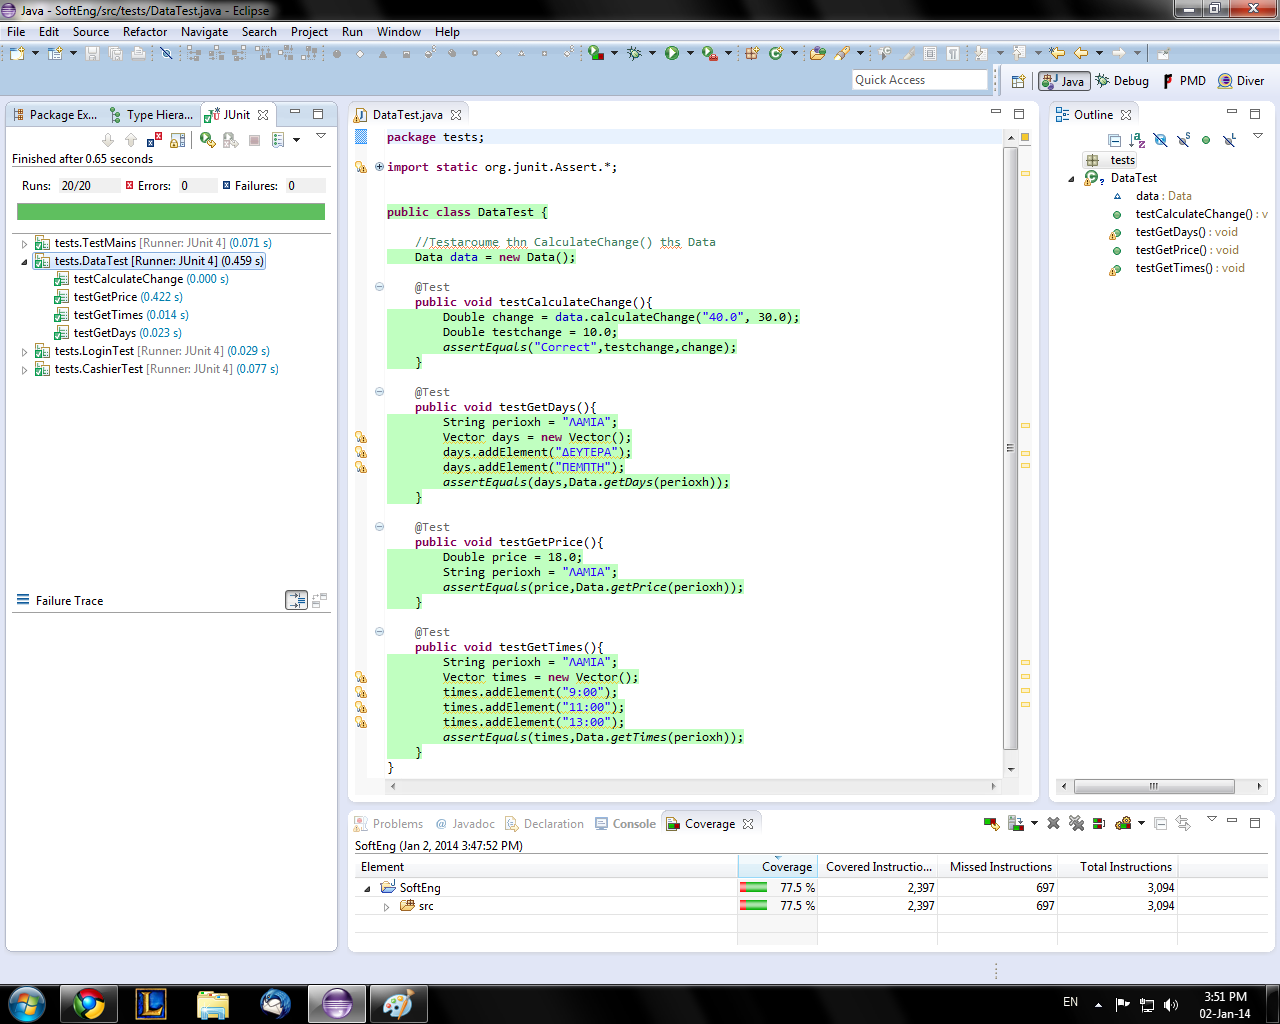 Java - SoftEng/src/tests/DataTest.java - Eclipse
File Edit Source Refactor Navigate Search Project Run Window Help
Quick Access
Java Debug PMD Diver
Package Ex... Type Hiera... JUnit
Finished after 0.65 seconds
Runs: 20/20 Errors: 0 Failures: 0
tests.TestMains [Runner: JUnit 4] (0.071 s)
tests.DataTest [Runner: JUnit 4] (0.459 s)
testCalculateChange (0.000 s)
testGetPrice (0.422 s)
testGetTimes (0.014 s)
testGetDays (0.023 s)
tests.LoginTest [Runner: JUnit 4] (0.029 s)
tests.CashierTest [Runner: JUnit 4] (0.077 s)
Failure Trace
DataTest.java
package tests;
import static org.junit.Assert.*;
public class DataTest {
//Testaroume thn CalculateChange() ths Data
Data data = new Data();
@Test
public void testCalculateChange(){
Double change = data.calculateChange("40.0", 30.0);
Double testchange = 10.0;
assertEquals("Correct",testchange,change);
}
@Test
public void testGetDays(){
String perioxh = "ΛΑΜΙΑ";
Vector days = new Vector();
days.addElement("ΔΕΥΤΕΡΑ");
days.addElement("ΠΕΜΠΤΗ");
assertEquals(days,Data.getDays(perioxh));
}
@Test
public void testGetPrice(){
Double price = 18.0;
String perioxh = "ΛΑΜΙΑ";
assertEquals(price,Data.getPrice(perioxh));
}
@Test
public void testGetTimes(){
String perioxh = "ΛΑΜΙΑ";
Vector times = new Vector();
times.addElement("9:00");
times.addElement("11:00");
times.addElement("13:00");
assertEquals(times,Data.getTimes(perioxh));
}
}
Outline
tests
DataTest
data : Data
testCalculateChange() : v
testGetDays() : void
testGetPrice() : void
testGetTimes() : void
Problems Javadoc Declaration Console Coverage
SoftEng (Jan 2, 2014 3:47:52 PM)
Element Coverage Covered Instructio... Missed Instructions Total Instructions
SoftEng 77.5 % 2,397 697 3,094
src 77.5 % 2,397 697 3,094
EN
3:51 PM
02-Jan-14